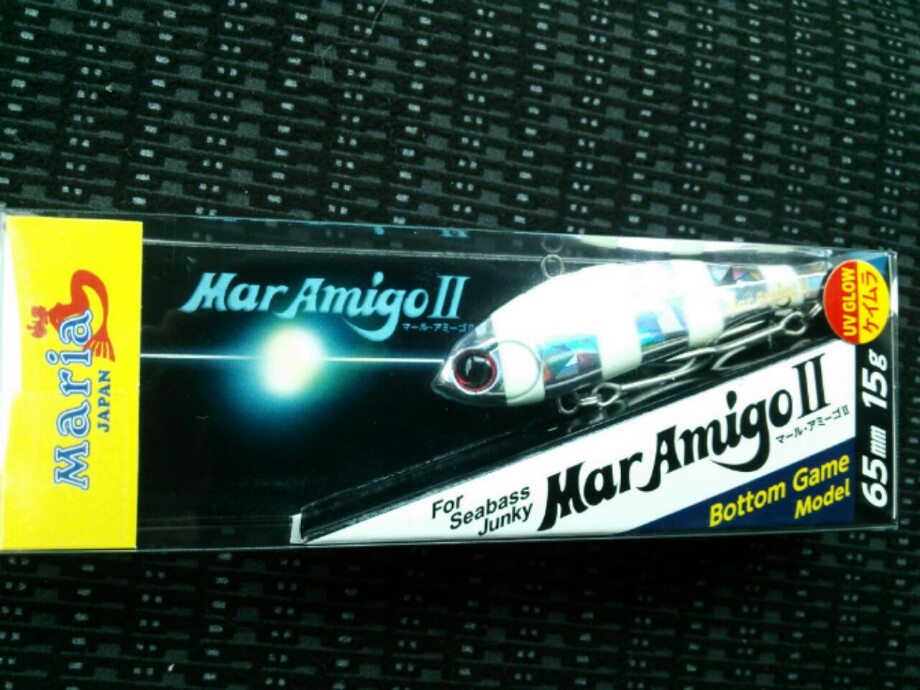 Maria
JAPAN
Mar Amigo II
マール・アミーゴⅡ
UV GLOW
ケイムラ
For
Seabass
Junky
Mar Amigo II
マール・アミーゴⅡ
Bottom Game
Model
65mm 15g